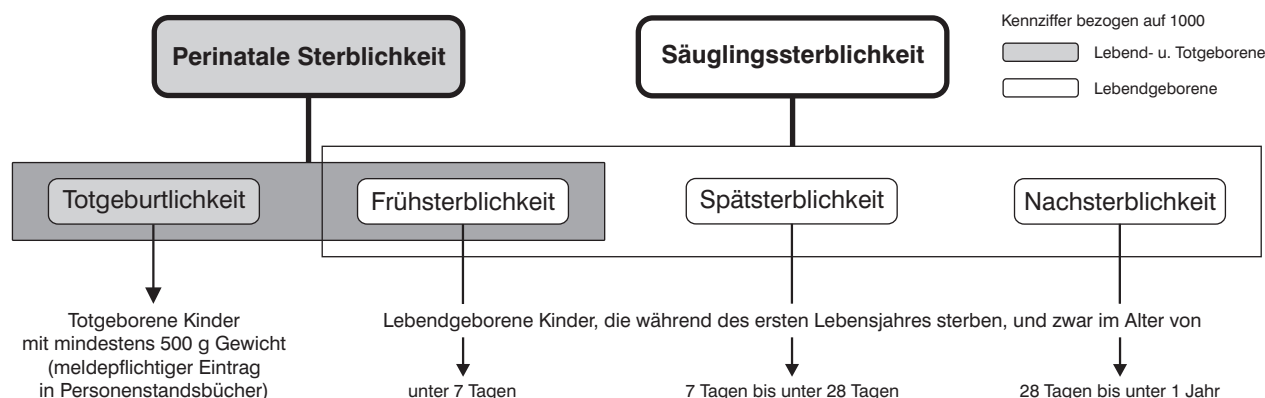 Kennziffer bezogen auf 1000
Lebend- u. Totgeborene
Lebendgeborene
Perinatale Sterblichkeit
Säuglingssterblichkeit
Totgeburtlichkeit
Frühsterblichkeit
Spätsterblichkeit
Nachsterblichkeit
Totgeborene Kinder
mit mindestens 500 g Gewicht
(meldepflichtiger Eintrag
in Personenstandsbücher)
Lebendgeborene Kinder, die während des ersten Lebensjahres sterben, und zwar im Alter von
unter 7 Tagen
7 Tagen bis unter 28 Tagen
28 Tagen bis unter 1 Jahr